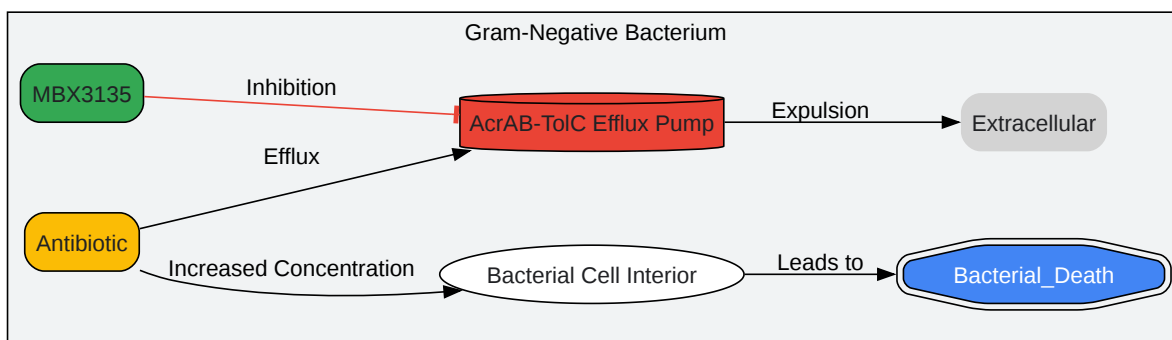 Gram-Negative Bacterium
MBX3135
Inhibition
AcrAB-TolC Efflux Pump
Expulsion
Extracellular
Efflux
Antibiotic
Increased Concentration
Bacterial Cell Interior
Leads to
Bacterial_Death